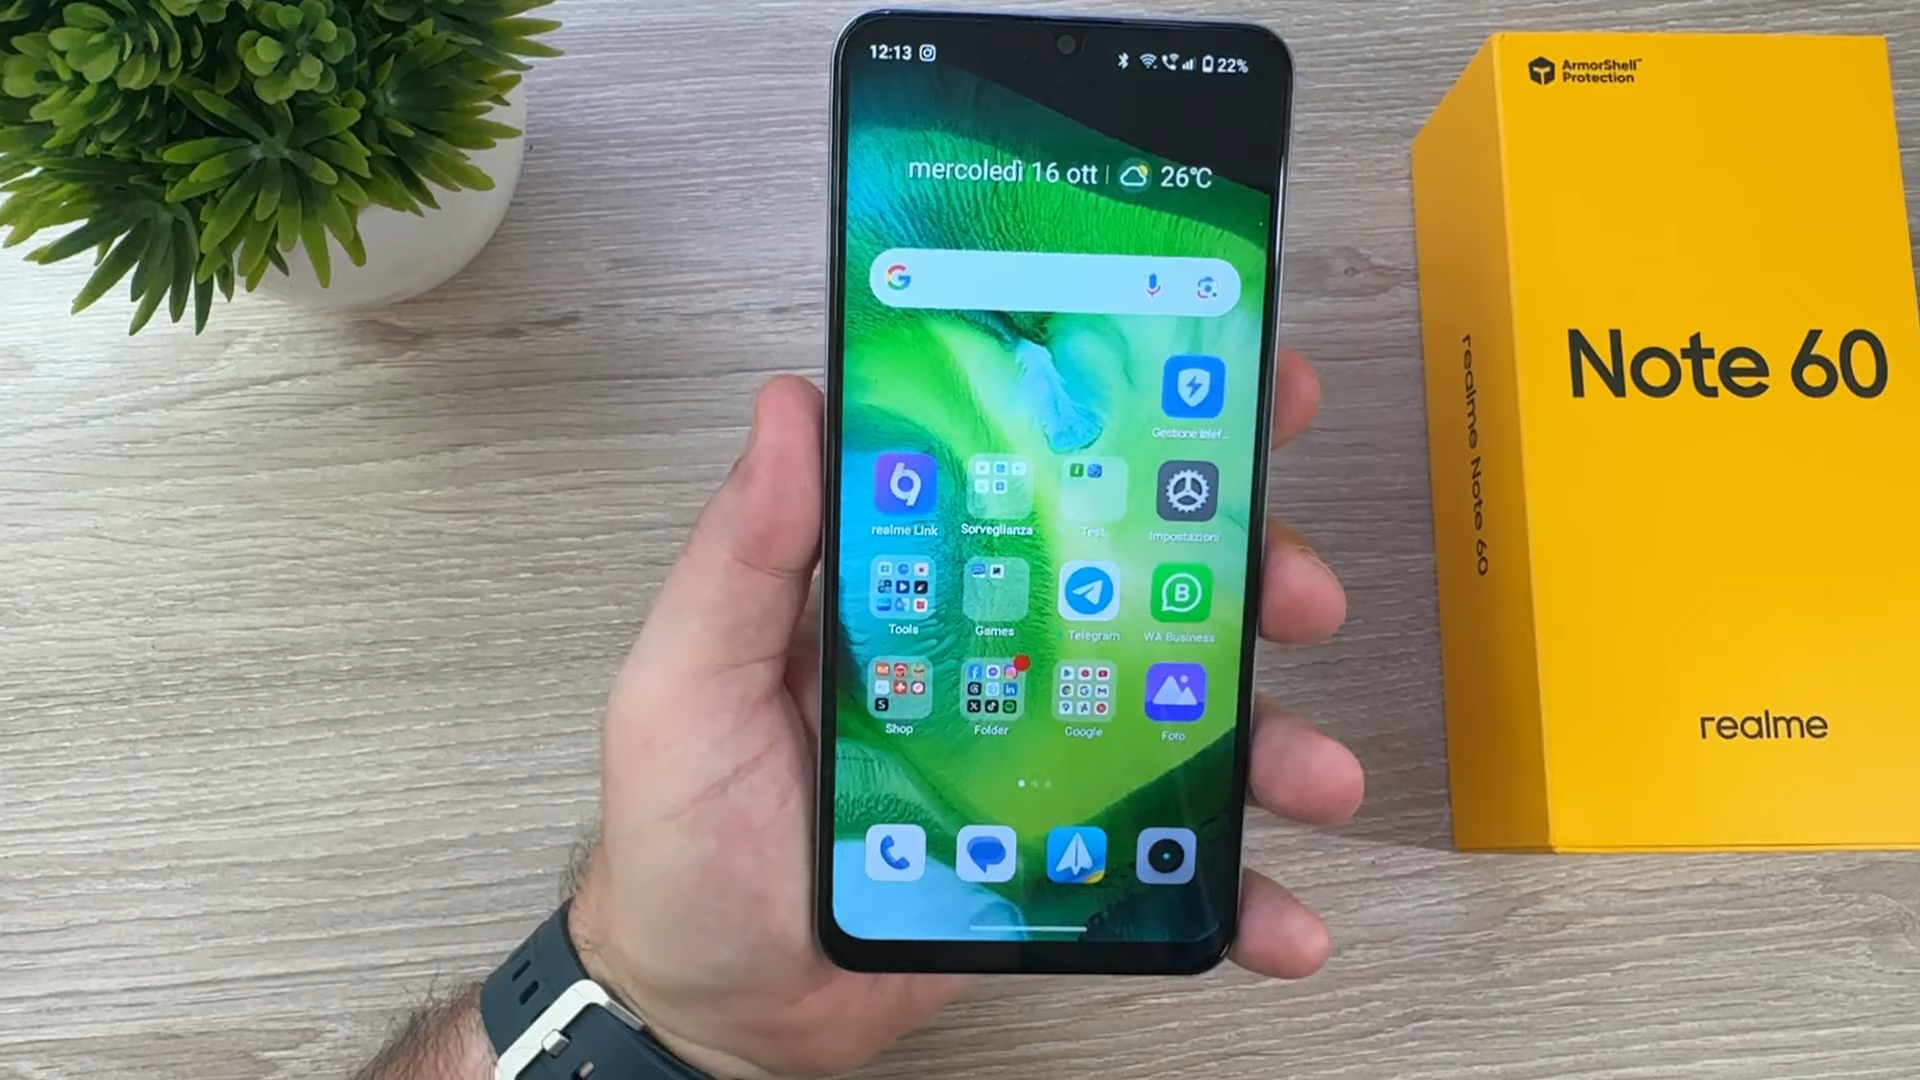 12:13
22%
mercoledì 16 ott | 26°C
Gestione telef...
realme Link
Sorveglianza
Test
Impostazioni
Tools
Games
Telegram
WA Business
Shop
Folder
Google
Foto
ArmorShell™
Protection
Note 60
realme
realme Note 60